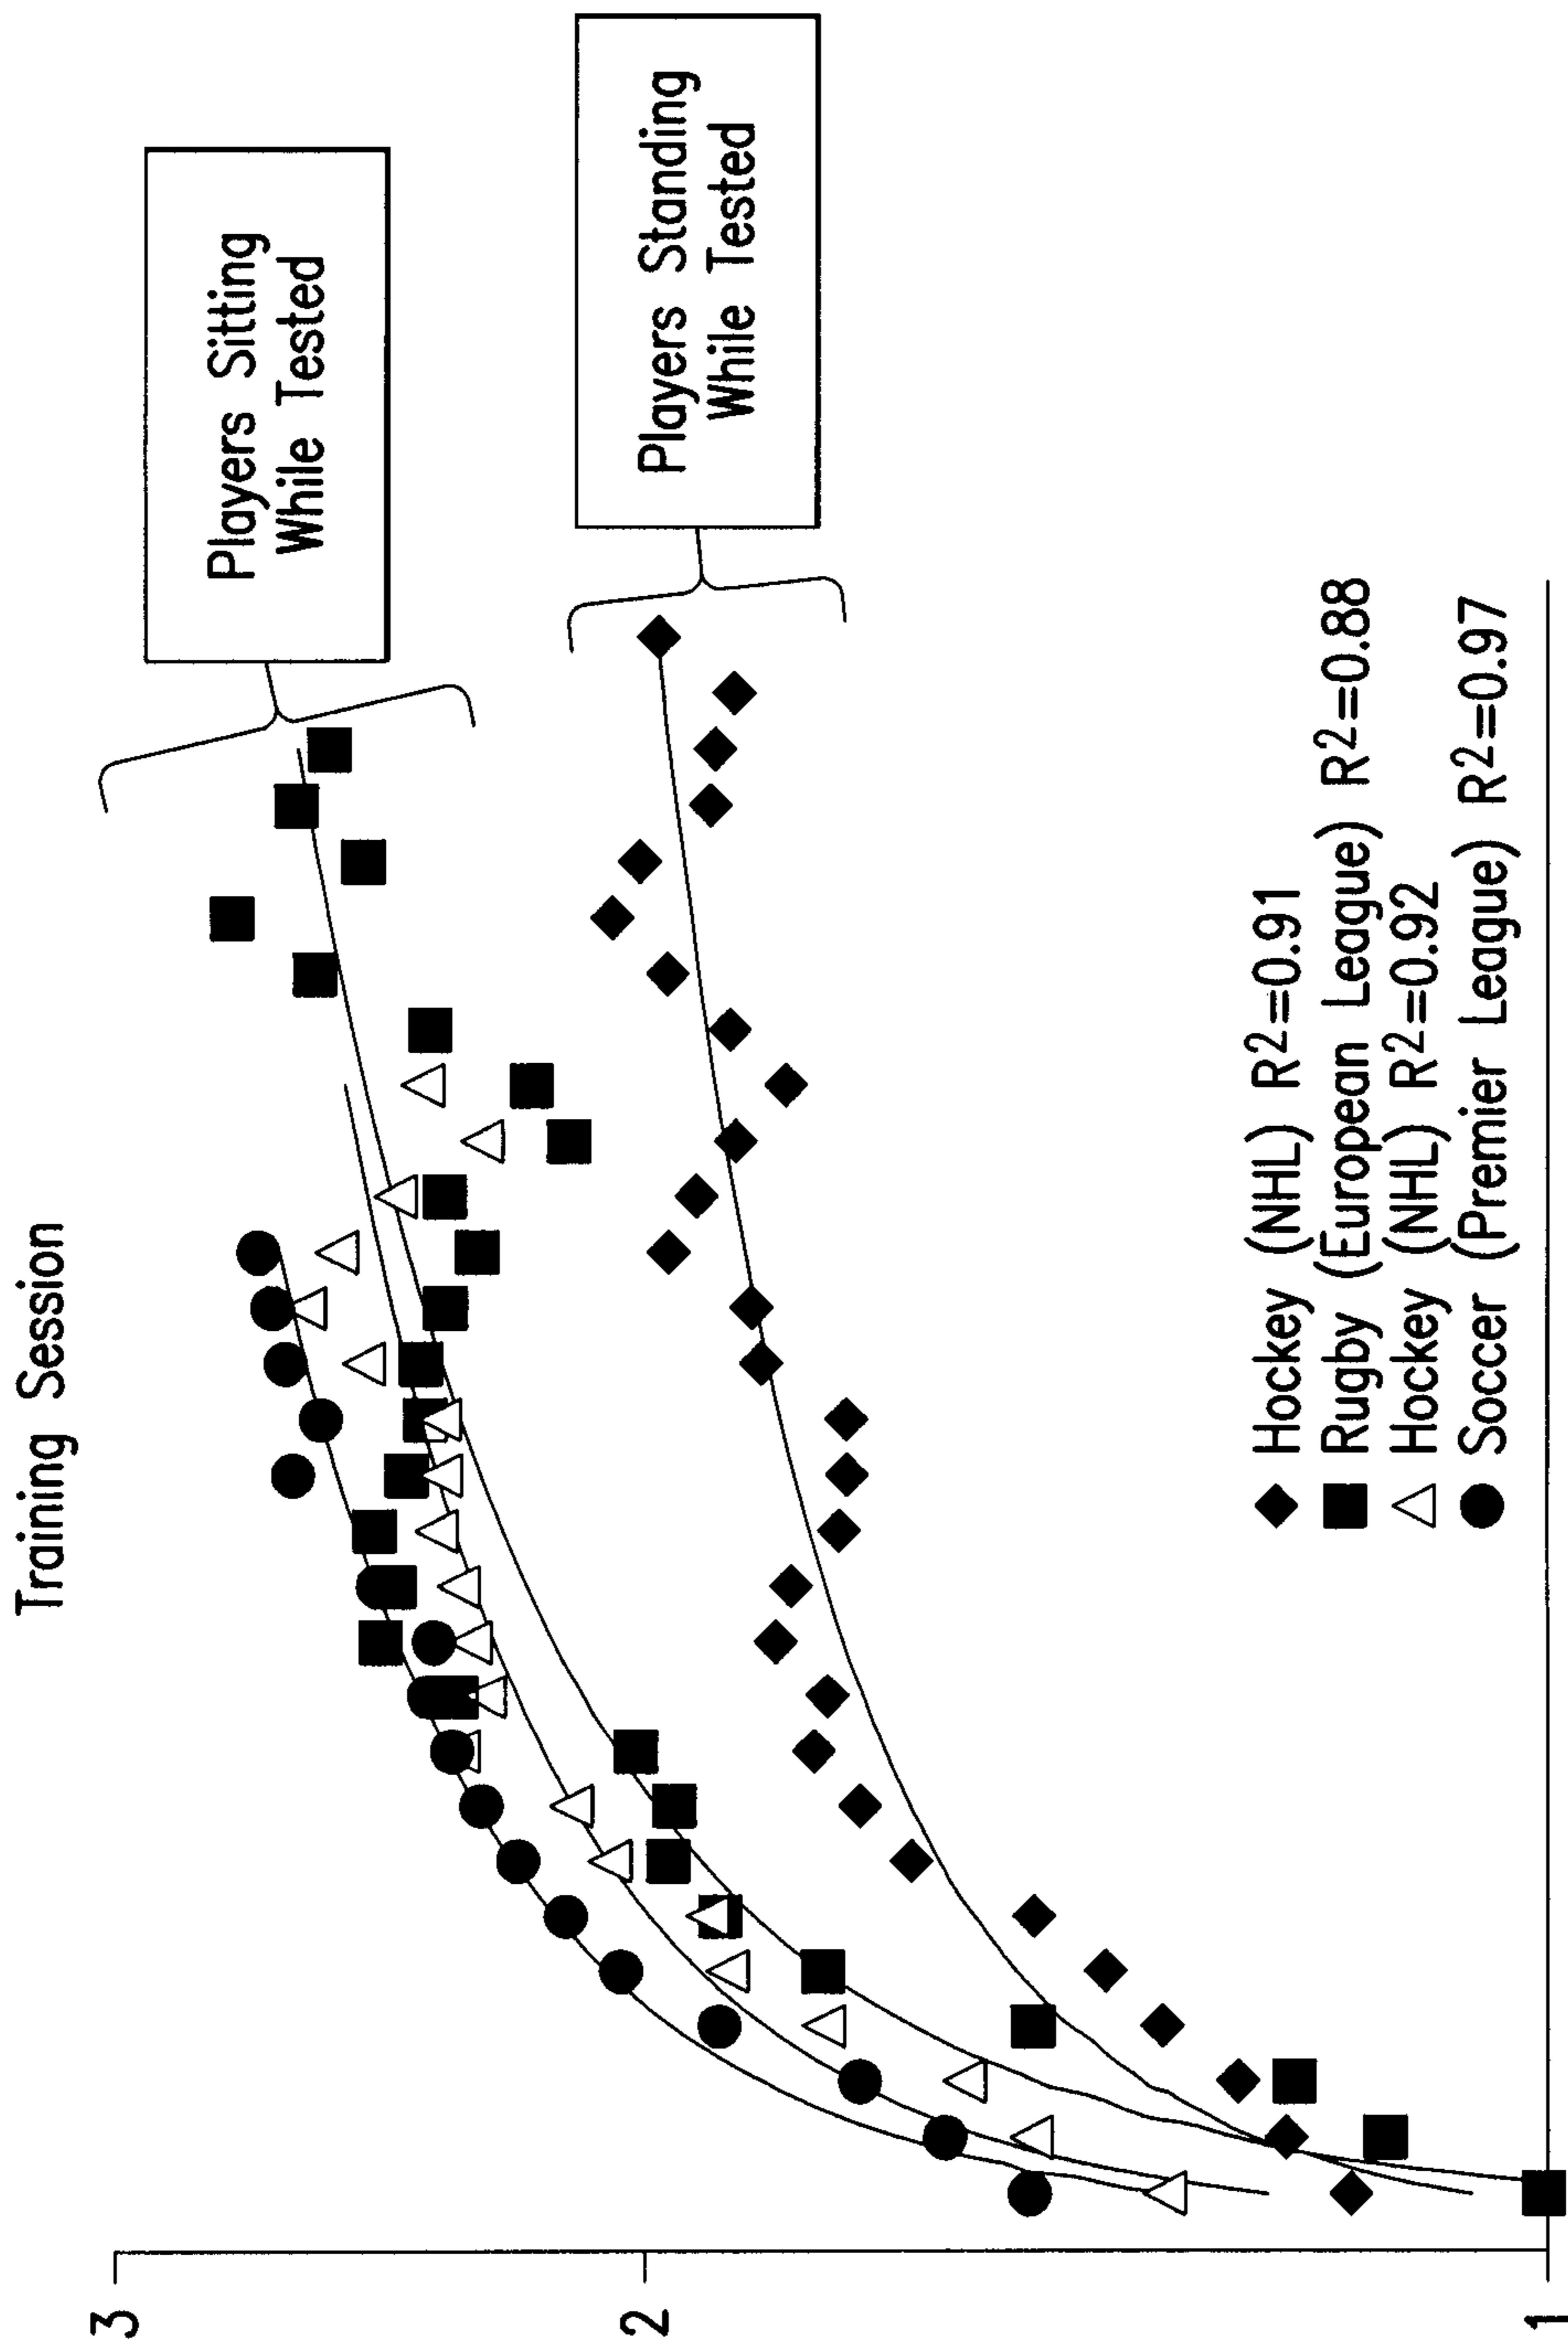 Training Session
Players Sitting
While Tested
Players Standing
While Tested
3
2
1
Hockey (NHL) R2=0.91
Rugby (European League) R2=0.88
Hockey (NHL) R2=0.92
Soccer (Premier League) R2=0.97